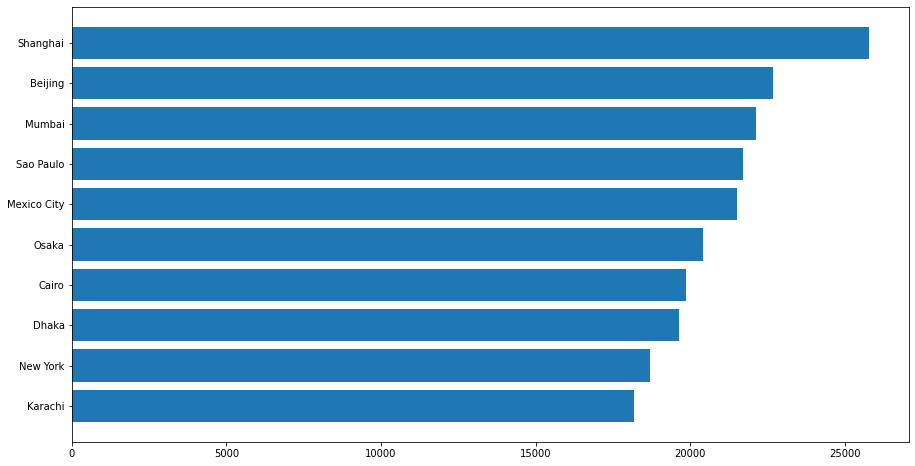 Shanghai
Beijing
Mumbai
Sao Paulo
Mexico City
Osaka
Cairo
Dhaka
New York
Karachi
0 5000 10000 15000 20000 25000